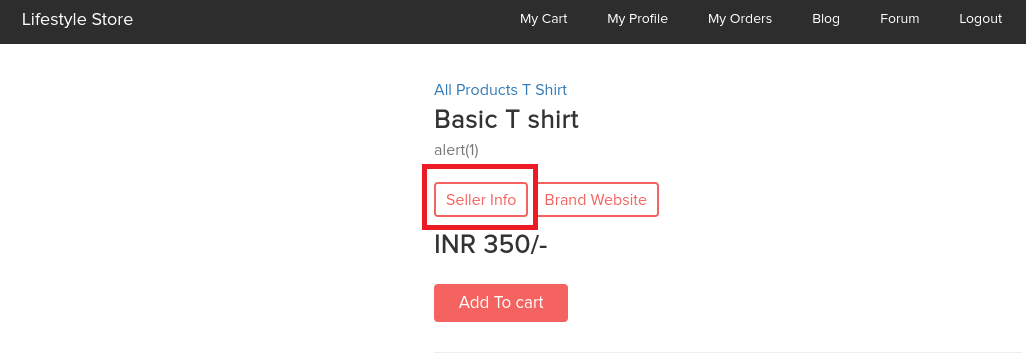 Lifestyle Store My Cart My Profile My Orders Blog Forum Logout
All Products T Shirt
Basic T shirt
alert(1)
Seller Info Brand Website
INR 350/-
Add To cart